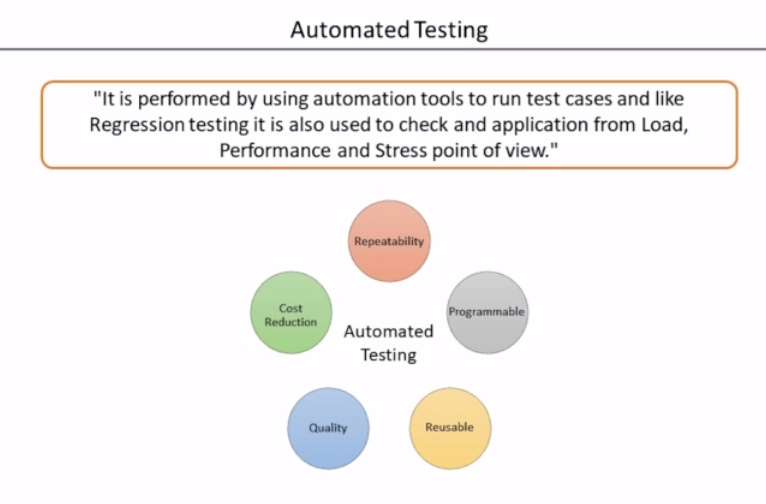 Automated Testing
"It is performed by using automation tools to run test cases and like
Regression testing it is also used to check and application from Load,
Performance and Stress point of view."
Repeatability
Cost
Reduction
Programmable
Automated
Testing
Quality
Reusable